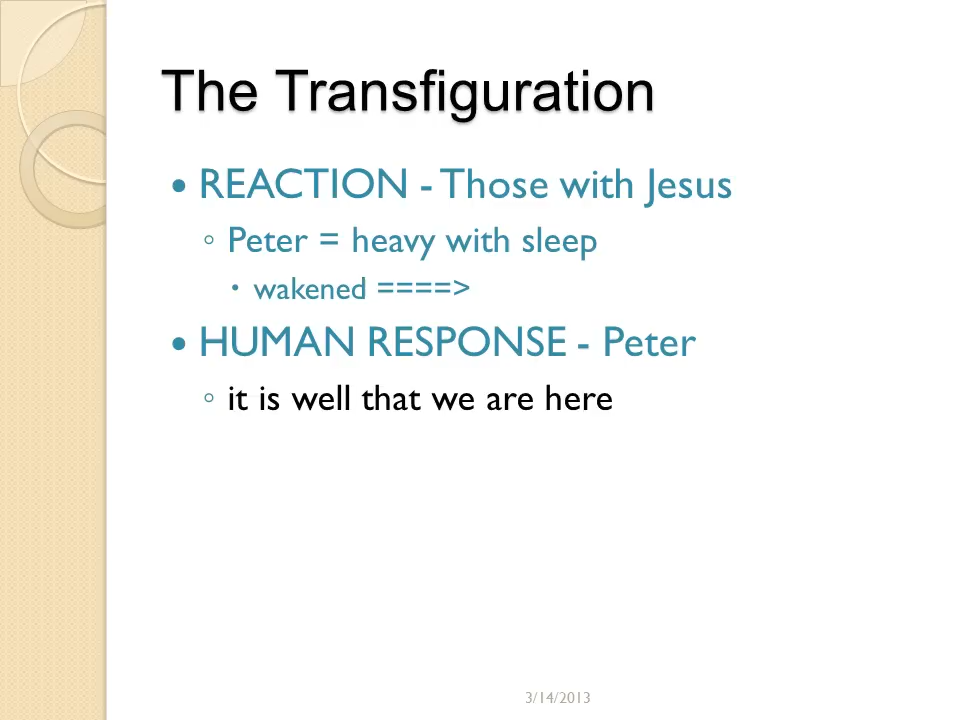 The Transfiguration
• REACTION - Those with Jesus
◦ Peter = heavy with sleep
▪ wakened ====>
• HUMAN RESPONSE - Peter
◦ it is well that we are here
3/14/2013